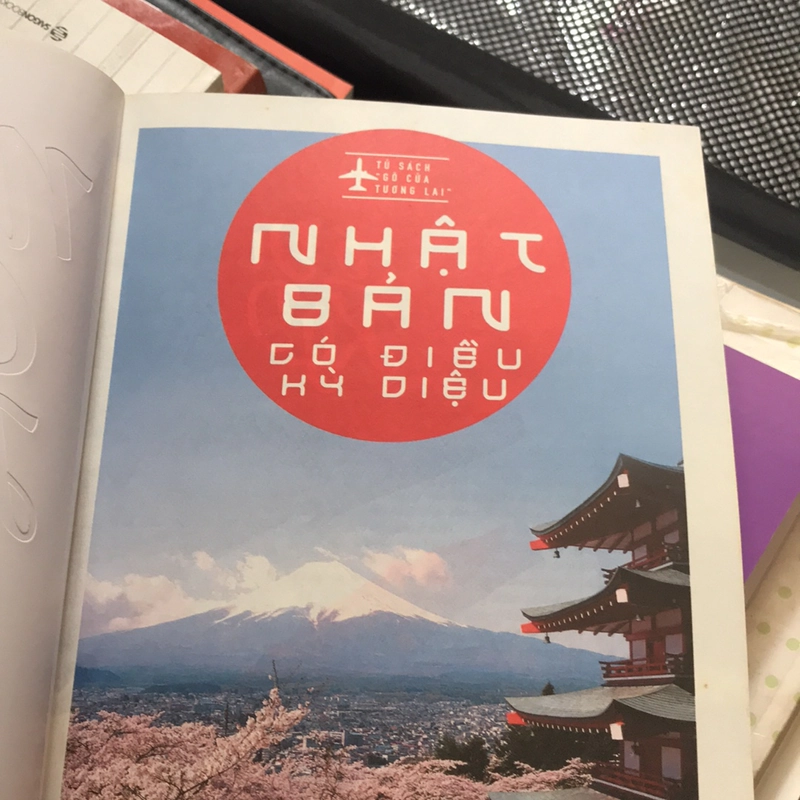 TỦ SÁCH
"GÕ CỬA
TƯƠNG LAI"
NHẬT
BẢN
CÓ ĐIỀU
KỲ DIỆU